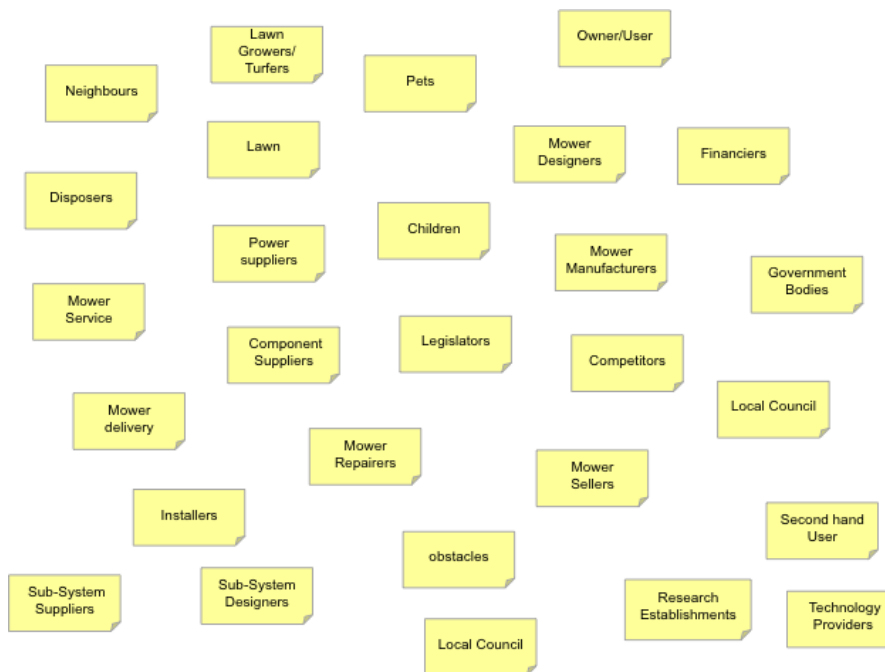 Owner/User
Lawn
Growers/
Turfers
Pets
Neighbours
Lawn
Mower
Designers
Financiers
Disposers
Children
Power
suppliers
Mower
Manufacturers
Government
Bodies
Mower
Service
Component
Suppliers
Legislators
Competitors
Local Council
Mower
delivery
Mower
Repairers
Mower
Sellers
Installers
Second hand
User
obstacles
Sub-System
Suppliers
Sub-System
Designers
Research
Establishments
Technology
Providers
Local Council